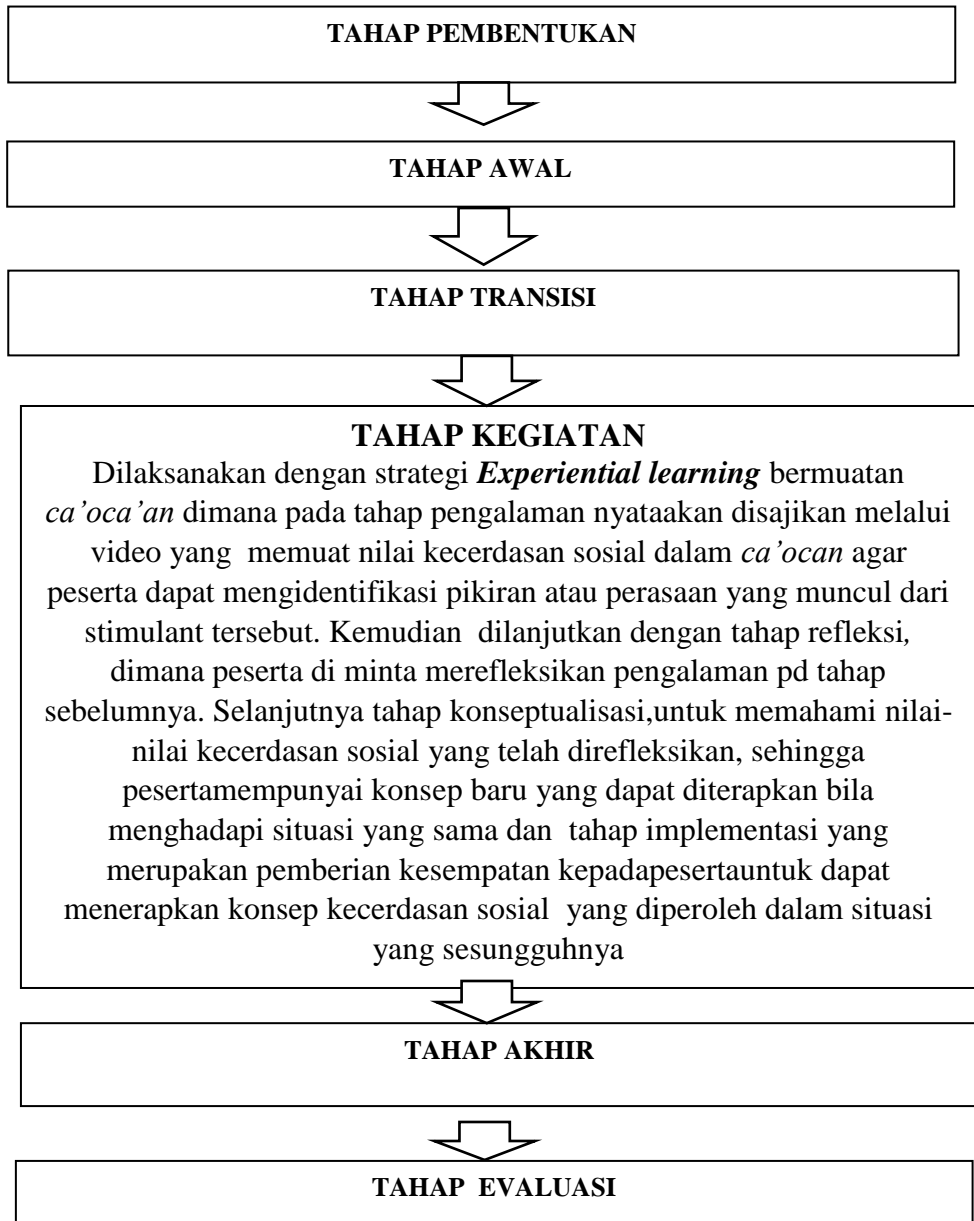 TAHAP PEMBENTUKAN
TAHAP AWAL
TAHAP TRANSISI
TAHAP KEGIATAN
Dilaksanakan dengan strategi Experiential learning bermuatan
ca’oca’an dimana pada tahap pengalaman nyataakan disajikan melalui
video yang memuat nilai kecerdasan sosial dalam ca’ocan agar
peserta dapat mengidentifikasi pikiran atau perasaan yang muncul dari
stimulant tersebut. Kemudian dilanjutkan dengan tahap refleksi,
dimana peserta di minta merefleksikan pengalaman pd tahap
sebelumnya. Selanjutnya tahap konseptualisasi,untuk memahami nilai-
nilai kecerdasan sosial yang telah direfleksikan, sehingga
pesertamempunyai konsep baru yang dapat diterapkan bila
menghadapi situasi yang sama dan tahap implementasi yang
merupakan pemberian kesempatan kepadapesertauntuk dapat
menerapkan konsep kecerdasan sosial yang diperoleh dalam situasi
yang sesungguhnya
TAHAP AKHIR
TAHAP EVALUASI